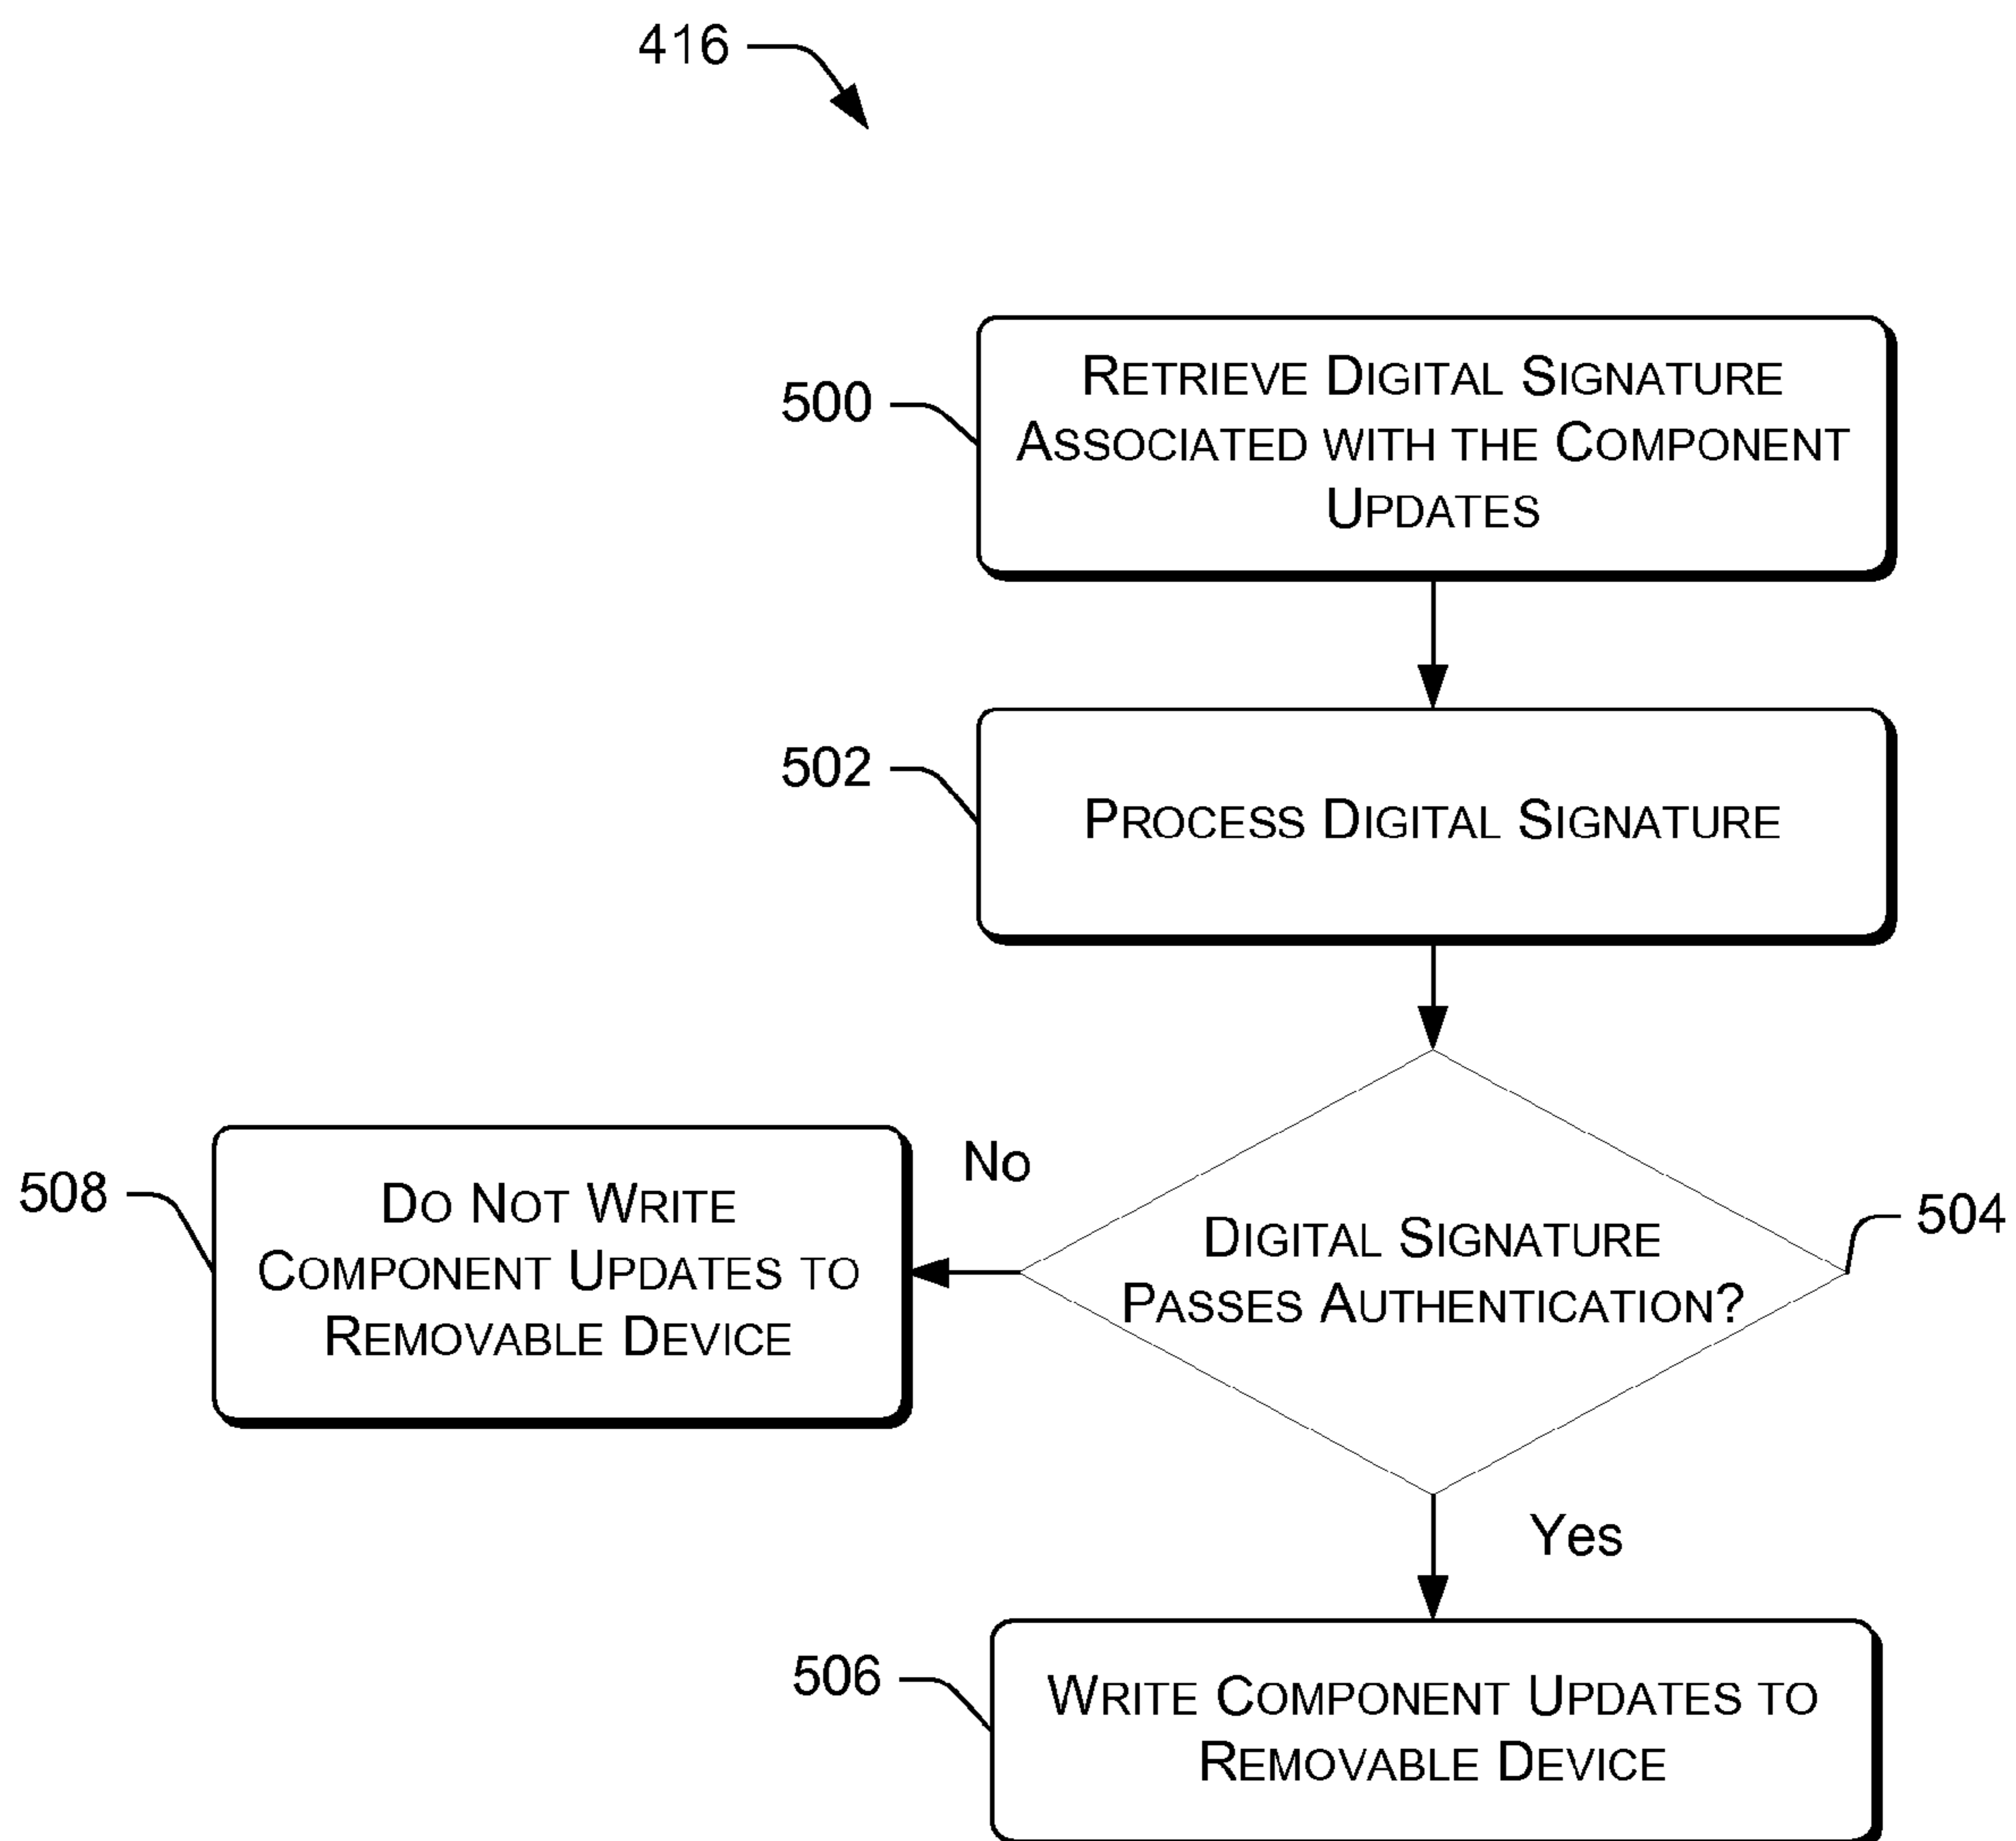 416
500
RETRIEVE DIGITAL SIGNATURE
ASSOCIATED WITH THE COMPONENT
UPDATES
502
PROCESS DIGITAL SIGNATURE
508
DO NOT WRITE
COMPONENT UPDATES TO
REMOVABLE DEVICE
No
DIGITAL SIGNATURE
PASSES AUTHENTICATION?
504
Yes
506
WRITE COMPONENT UPDATES TO
REMOVABLE DEVICE